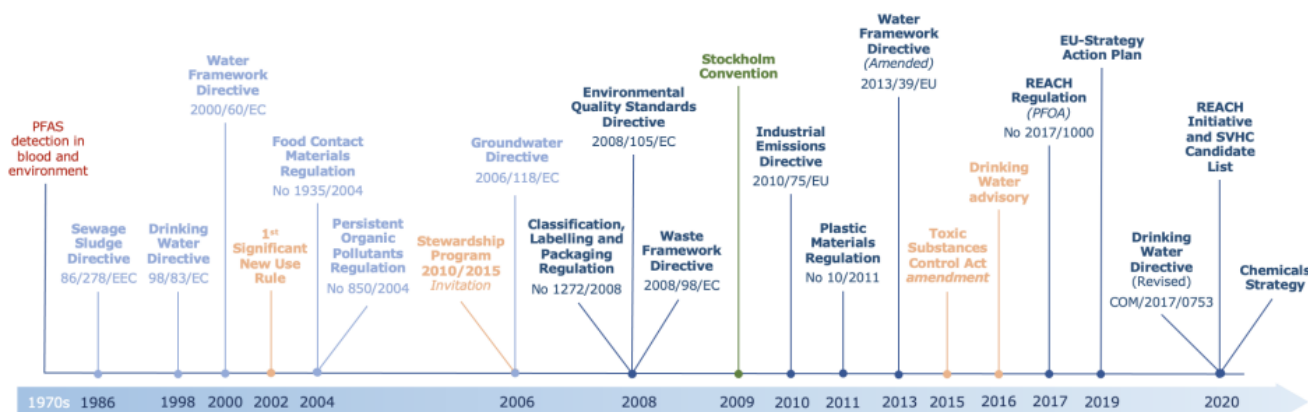 PFAS
detection in
blood and
environment
Sewage
Sludge
Directive
86/278/EEC
Drinking
Water
Directive
98/83/EC
Water
Framework
Directive
2000/60/EC
1st
Significant
New Use
Rule
Food Contact
Materials
Regulation
No 1935/2004
Persistent
Organic
Pollutants
Regulation
No 850/2004
Stewardship
Program
2010/2015
Invitation
Groundwater
Directive
2006/118/EC
Classification,
Labelling and
Packaging
Regulation
No 1272/2008
Environmental
Quality Standards
Directive
2008/105/EC
Waste
Framework
Directive
2008/98/EC
Stockholm
Convention
Industrial
Emissions
Directive
2010/75/EU
Plastic
Materials
Regulation
No 10/2011
Water
Framework
Directive
(Amended)
2013/39/EU
Toxic
Substances
Control Act
amendment
Drinking
Water
advisory
REACH
Regulation
(PFOA)
No 2017/1000
EU-Strategy
Action Plan
Drinking
Water
Directive
(Revised)
COM/2017/0753
REACH
Initiative
and SVHC
Candidate
List
Chemicals
Strategy
1970s 1986 1998 2000 2002 2004 2006 2008 2009 2010 2011 2013 2015 2016 2017 2019 2020